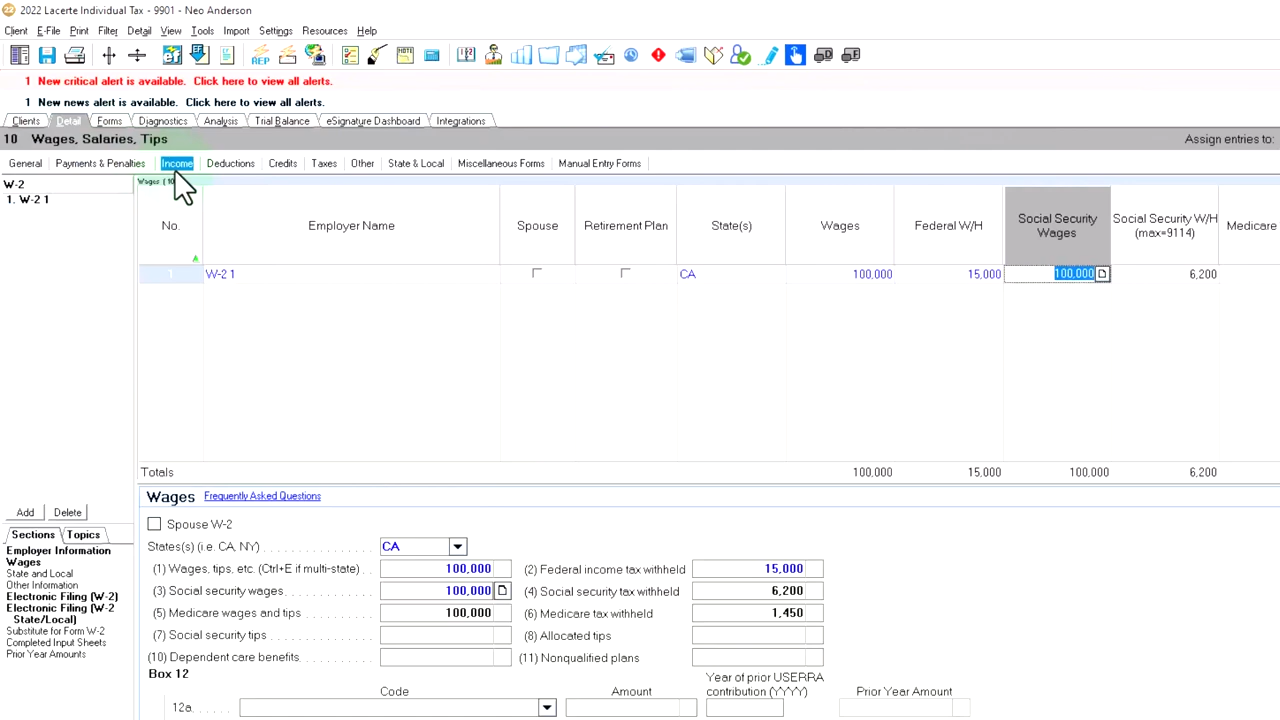 2022 Lacerte Individual Tax - 9901 - Neo Anderson
Client E-File Print Filter Detail View Tools Import Settings Resources Help
REP
1 New critical alert is available. Click here to view all alerts.
1 New news alert is available. Click here to view all alerts.
Clients Detail Forms Diagnostics Analysis Trial Balance eSignature Dashboard Integrations
10 Wages, Salaries, Tips Assign entries to:
General Payments & Penalties Income Deductions Credits Taxes Other State & Local Miscellaneous Forms Manual Entry Forms
W-2 Wages (10
1. W-2 1
No. Employer Name Spouse Retirement Plan State(s) Wages Federal W/H Social Security Wages Social Security W/H (max=9114) Medicare
A
1 W-2 1 CA 100,000 15,000 100,000 6,200
Totals 100,000 15,000 100,000 6,200
Wages Frequently Asked Questions
Add Delete
Sections Topics
Employer Information
Wages
State and Local
Other Information
Electronic Filing (W-2)
Electronic Filing (W-2
State/Local)
Substitute for Form W-2
Completed Input Sheets
Prior Year Amounts
Spouse W-2
States(s) (i.e. CA, NY) CA
(1) Wages, tips, etc. (Ctrl+E if multi-state) 100,000 (2) Federal income tax withheld 15,000
(3) Social security wages 100,000 (4) Social security tax withheld 6,200
(5) Medicare wages and tips 100,000 (6) Medicare tax withheld 1,450
(7) Social security tips (8) Allocated tips
(10) Dependent care benefits (11) Nonqualified plans
Box 12
Code Amount Year of prior USERRA contribution (YYYY) Prior Year Amount
12a